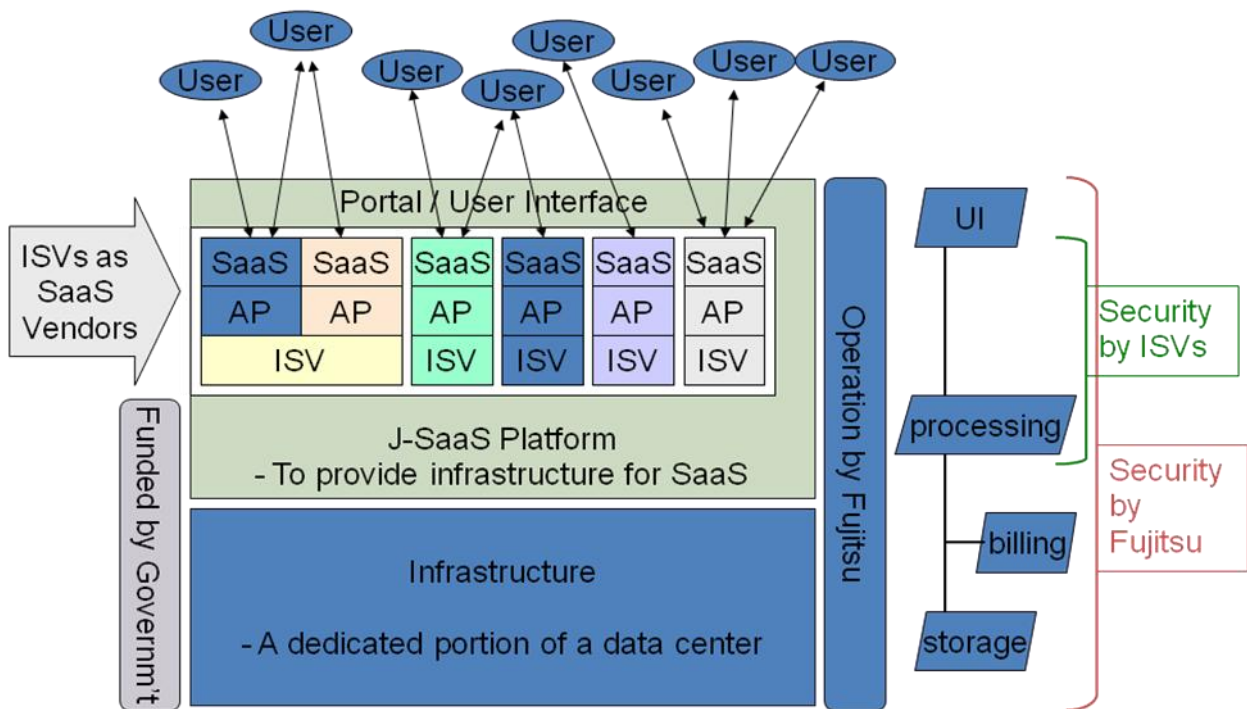 User
User
User
User
User
User
User
User
Portal / User Interface
ISVs as
SaaS
Vendors
SaaS
SaaS
SaaS
SaaS
SaaS
SaaS
AP
AP
AP
AP
AP
AP
ISV
ISV
ISV
ISV
ISV
J-SaaS Platform
- To provide infrastructure for SaaS
Funded by Governm't
Infrastructure
- A dedicated portion of a data center
Operation by Fujitsu
UI
processing
billing
storage
Security
by ISVs
Security
by
Fujitsu